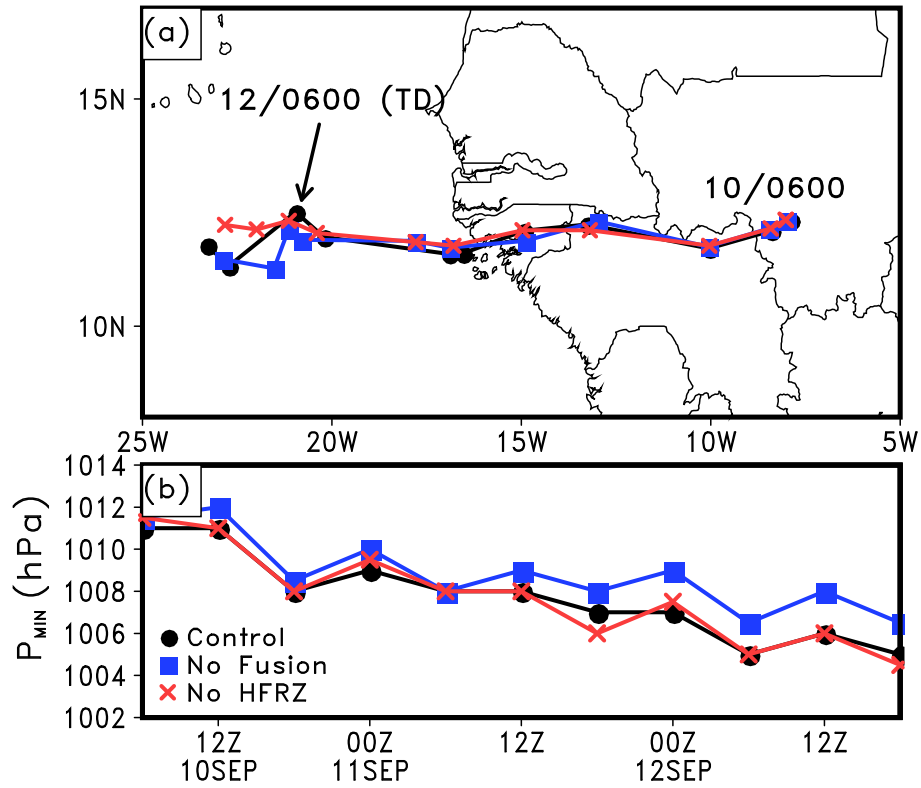 (a)
12/0600 (TD)
10/0600
15N
10N
25W 20W 15W 10W 5W
(b)
1014
1012
1010
1008
1006
1004
1002
P_MIN (hPa)
Control
No Fusion
No HFRZ
12Z 00Z 12Z 00Z 12Z
10SEP 11SEP 12SEP